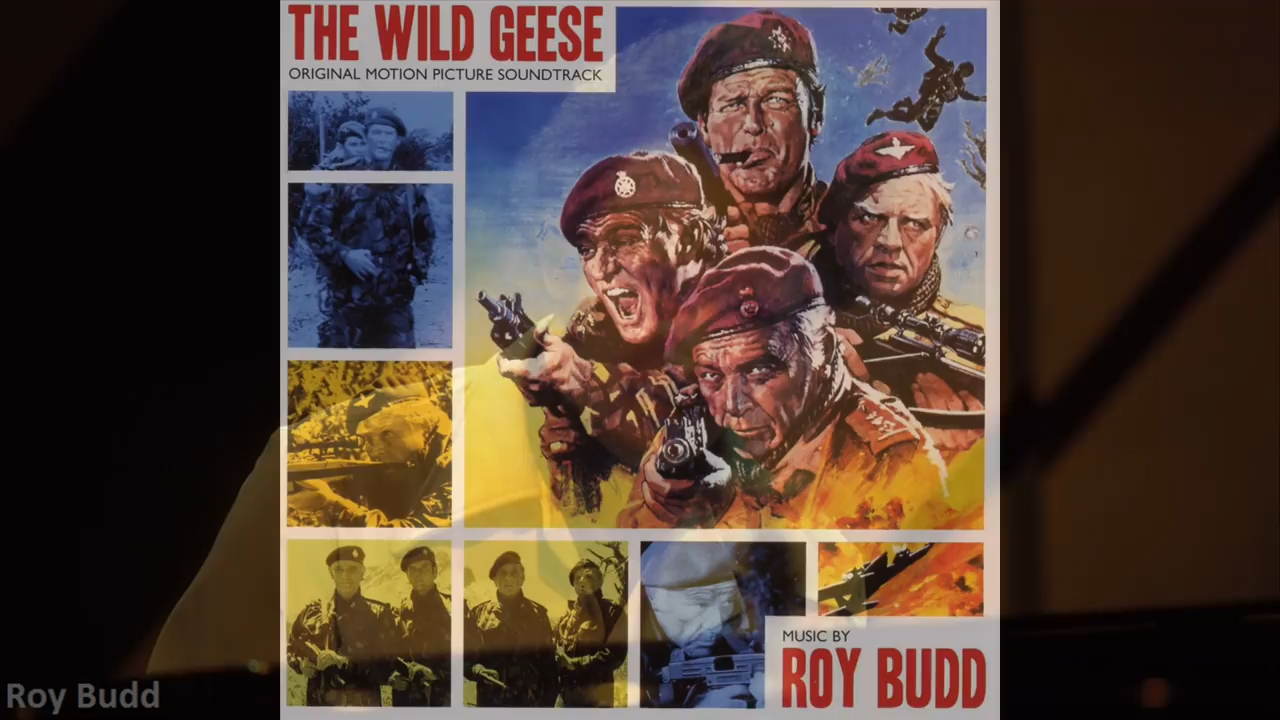 THE WILD GEESE
ORIGINAL MOTION PICTURE SOUNDTRACK
MUSIC BY
ROY BUDD
Roy Budd